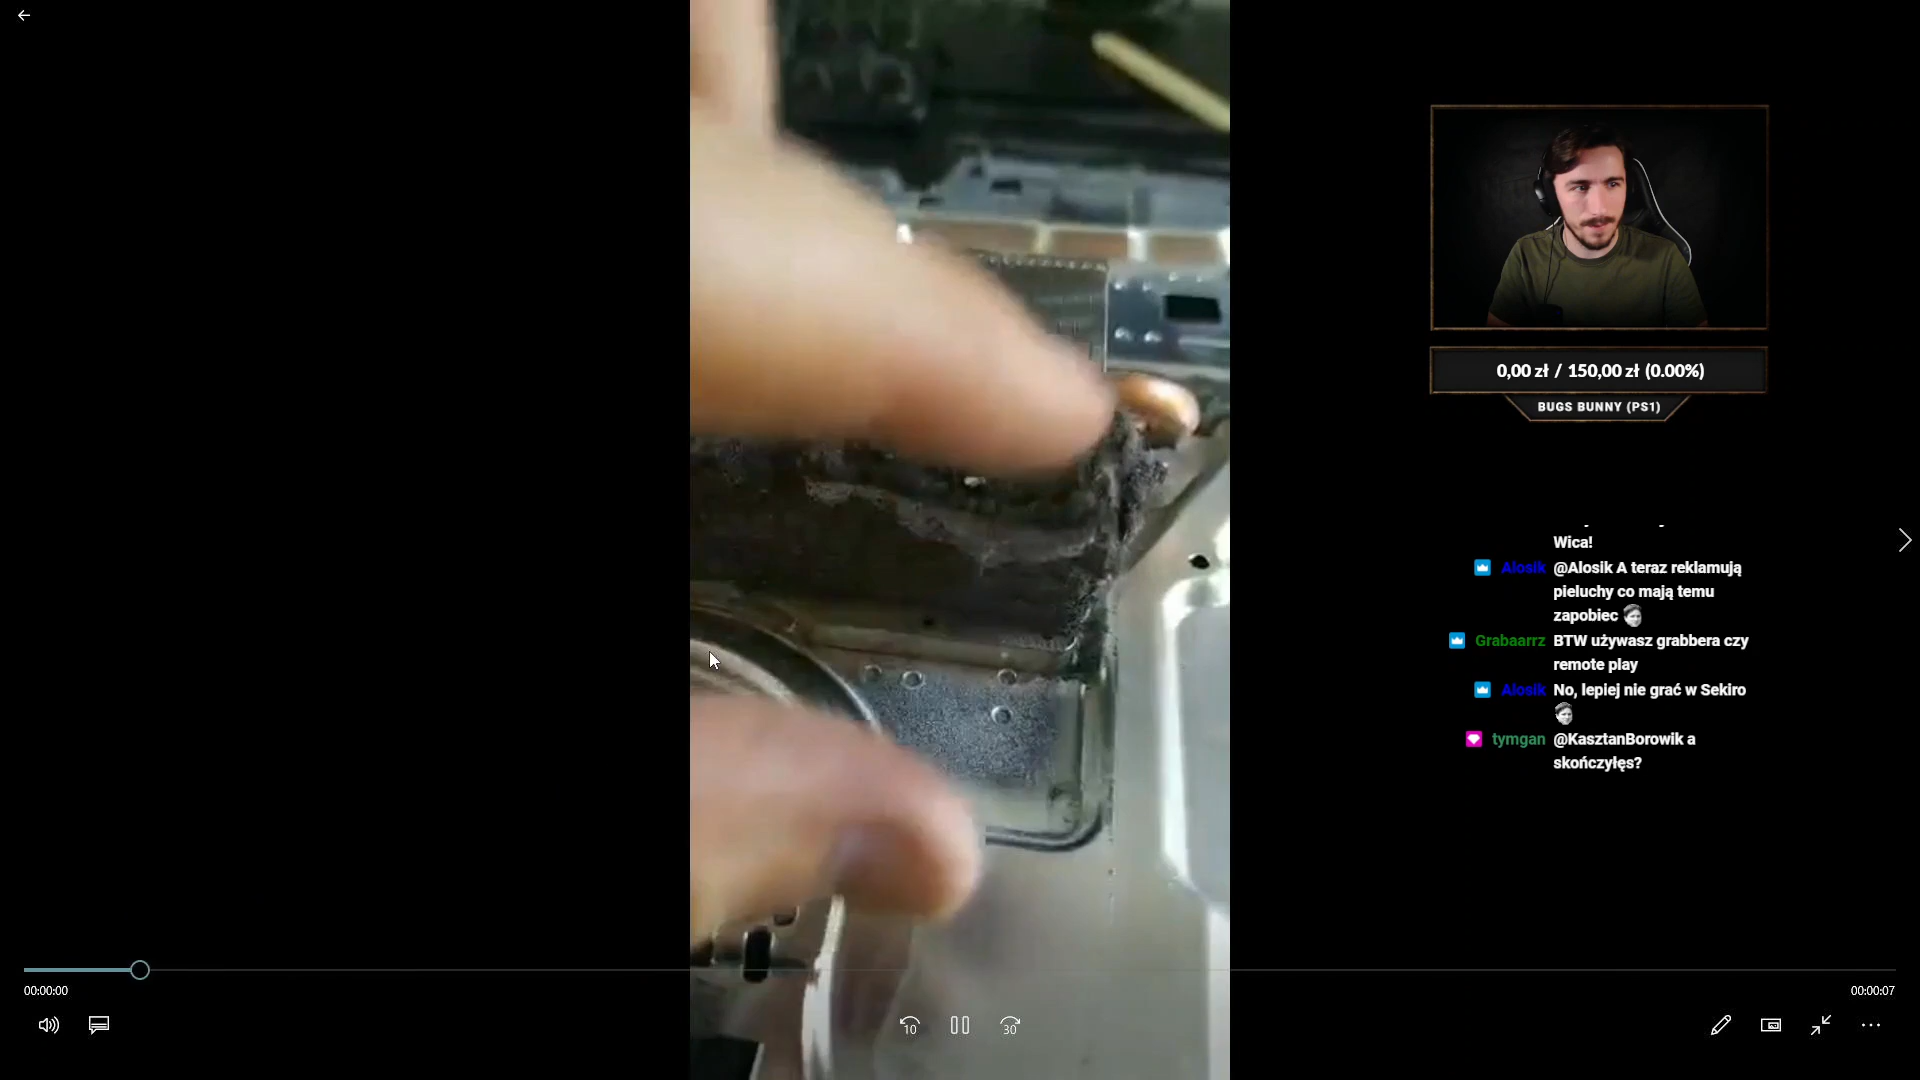 0,00 zł / 150,00 zł (0.00%)
BUGS BUNNY (PS1)
Wica!
Alosik @Alosik A teraz reklamują
pieluchy co mają temu
zapobiec
Grabaarrz BTW używasz grabbera czy
remote play
Alosik No, lepiej nie grać w Sekiro
tymgan @KasztanBorowik a
skończyłęs?
00:00:00
00:00:07
10
30